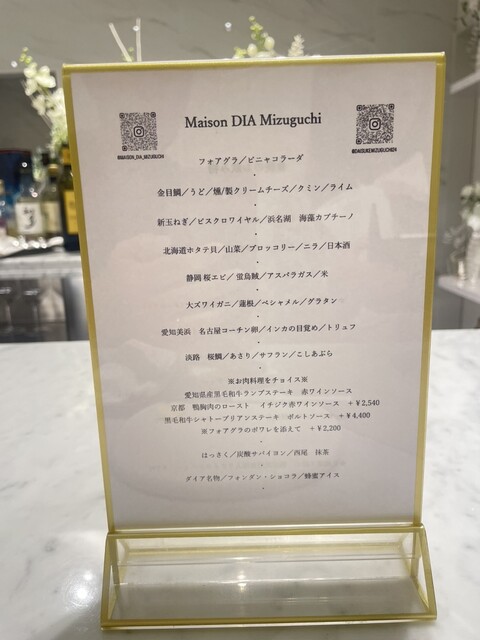 Maison DIA Mizuguchi
@MAISON_DIA_MIZUGUCHI
@DAISUKEMIZUGUCHI29
フォアグラ／ピニャコラーダ
金目鯛／うど／燻製クリームチーズ／クミン／ライム
新玉ねぎ／ビスクロワイヤル／浜名湖 海藻カプチーノ
北海道ホタテ貝／山菜／ブロッコリー／ニラ／日本酒
静岡 桜エビ／蛍烏賊／アスパラガス／米
大ズワイガニ／蓮根／ベシャメル／グラタン
愛知美浜 名古屋コーチン卵／インカの目覚め／トリュフ
淡路 桜鯛／あさり／サフラン／こしあぶら
※お肉料理をチョイス※
愛知県産黒毛和牛ランプステーキ 赤ワインソース
京都 鴨胸肉のロースト イチジク赤ワインソース ＋￥2,540
黒毛和牛シャトーブリアンステーキ ポルトソース ＋￥4,400
※フォアグラのポワレを添えて ＋￥2,200
はっさく／炭酸サバイヨン／西尾 抹茶
ダイア名物／フォンダン・ショコラ／蜂蜜アイス